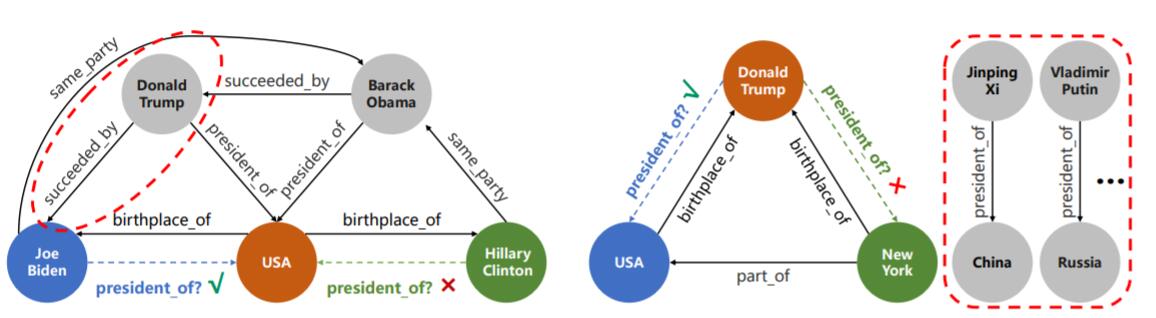 same_party
Donald
Trump
succeeded_by
Barack
Obama
succeeded_by
president_of
president_of
same_party
birthplace_of
birthplace_of
Joe
Biden
USA
Hillary
Clinton
president_of? √
president_of? ×
Donald
Trump
president_of? √
president_of? ×
birthplace_of
birthplace_of
USA
New
York
part_of
Jinping
Xi
Vladimir
Putin
president_of
president_of
•••
China
Russia